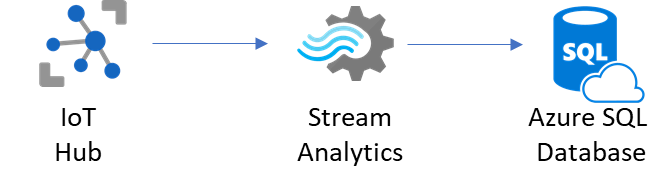 SQL
IoT
Hub
Stream
Analytics
Azure SQL
Database